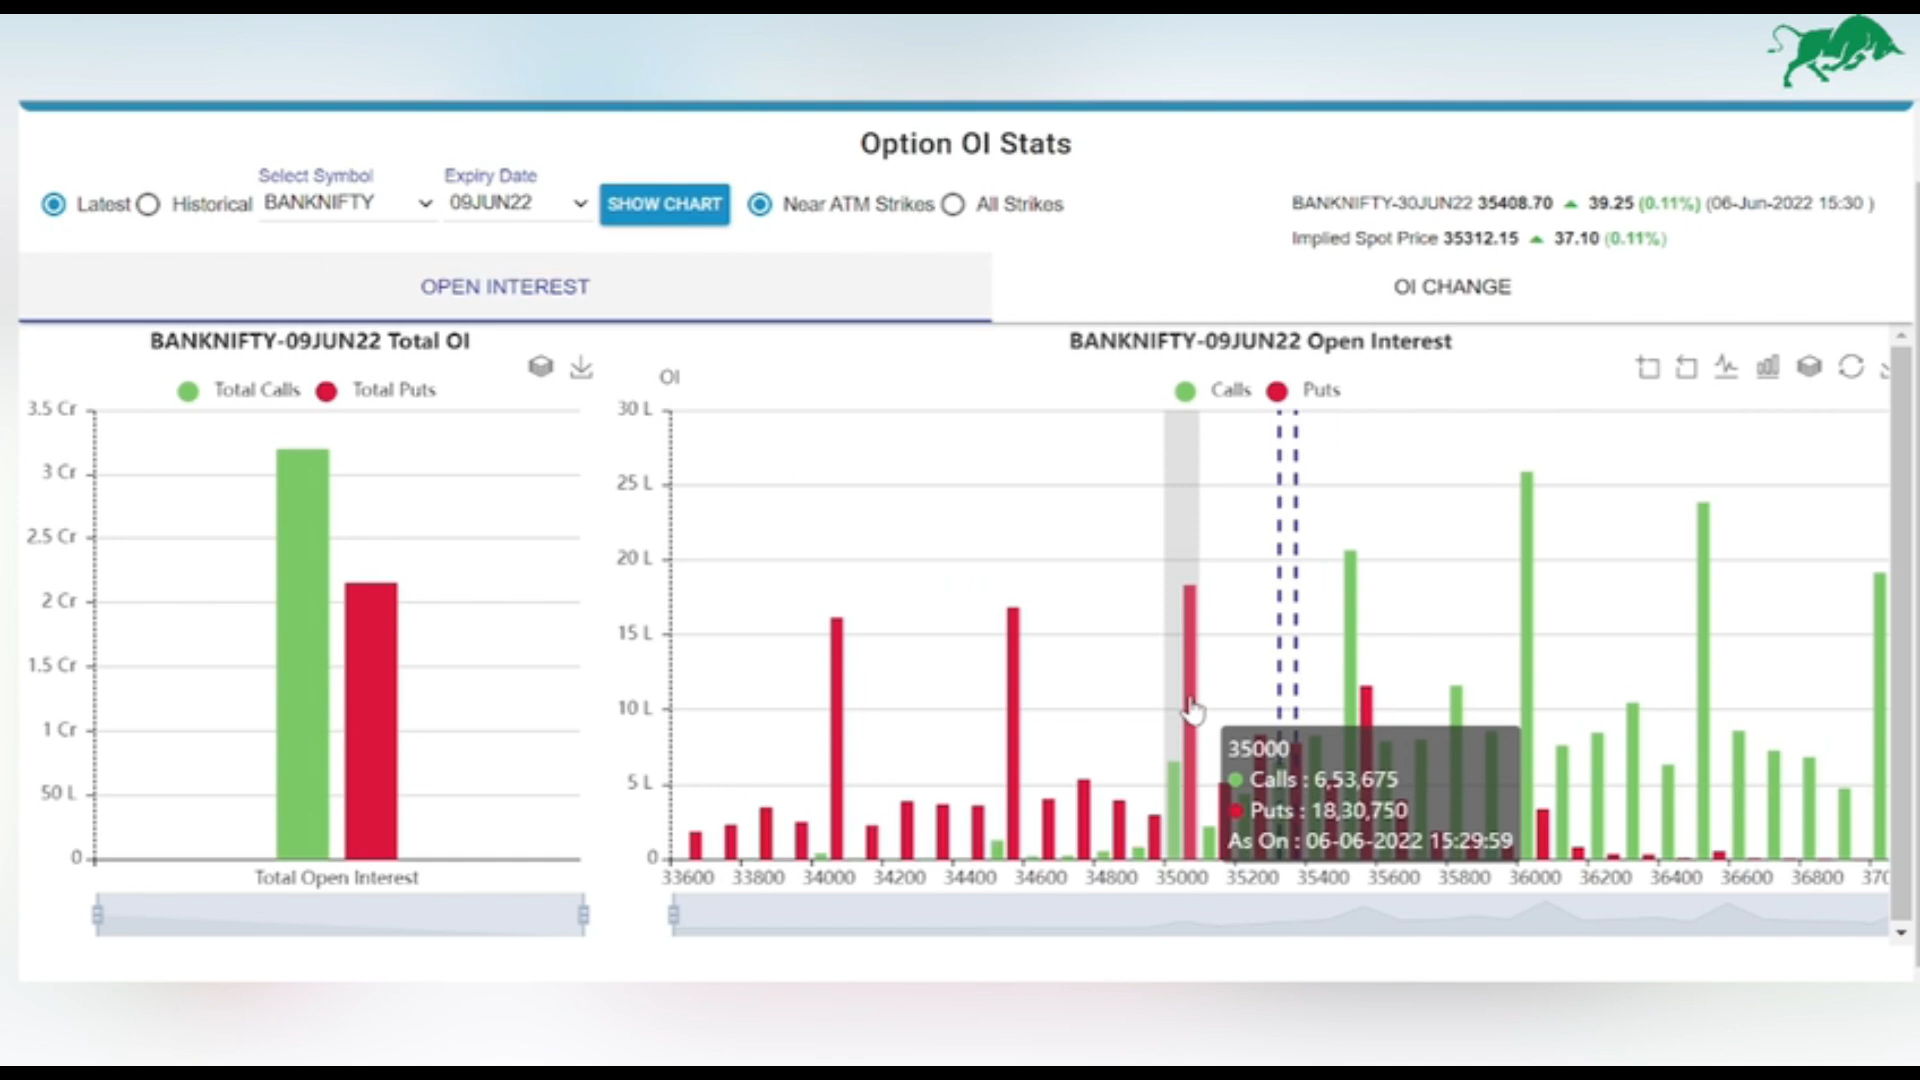 Option OI Stats
Latest Historical Select Symbol BANKNIFTY Expiry Date 09JUN22 SHOW CHART Near ATM Strikes All Strikes
BANKNIFTY-30JUN22 35408.70 39.25 (0.11%) (06-Jun-2022 15:30 )
Implied Spot Price 35312.15 37.10 (0.11%)
OPEN INTEREST
OI CHANGE
BANKNIFTY-09JUN22 Total OI
Total Calls Total Puts
3.5 Cr
3 Cr
2.5 Cr
2 Cr
1.5 Cr
1 Cr
50 L
0
Total Open Interest
BANKNIFTY-09JUN22 Open Interest
OI
Calls Puts
30 L
25 L
20 L
15 L
10 L
5 L
0
35000
Calls : 6,53,675
Puts : 18,30,750
As On : 06-06-2022 15:29:59
33600 33800 34000 34200 34400 34600 34800 35000 35200 35400 35600 35800 36000 36200 36400 36600 36800 370